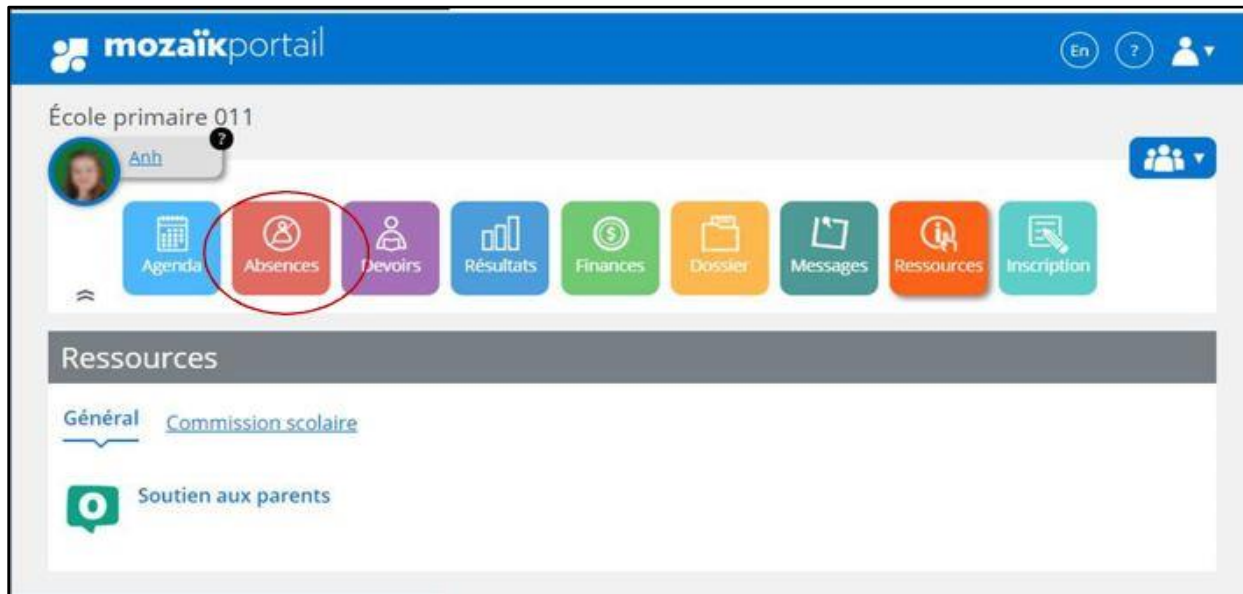 mozaïkportail
En ?
École primaire 011
Anh ?
Agenda Absences Devoirs Résultats Finances Dossier Messages Ressources Inscription
Ressources
Général Commission scolaire
O Soutien aux parents